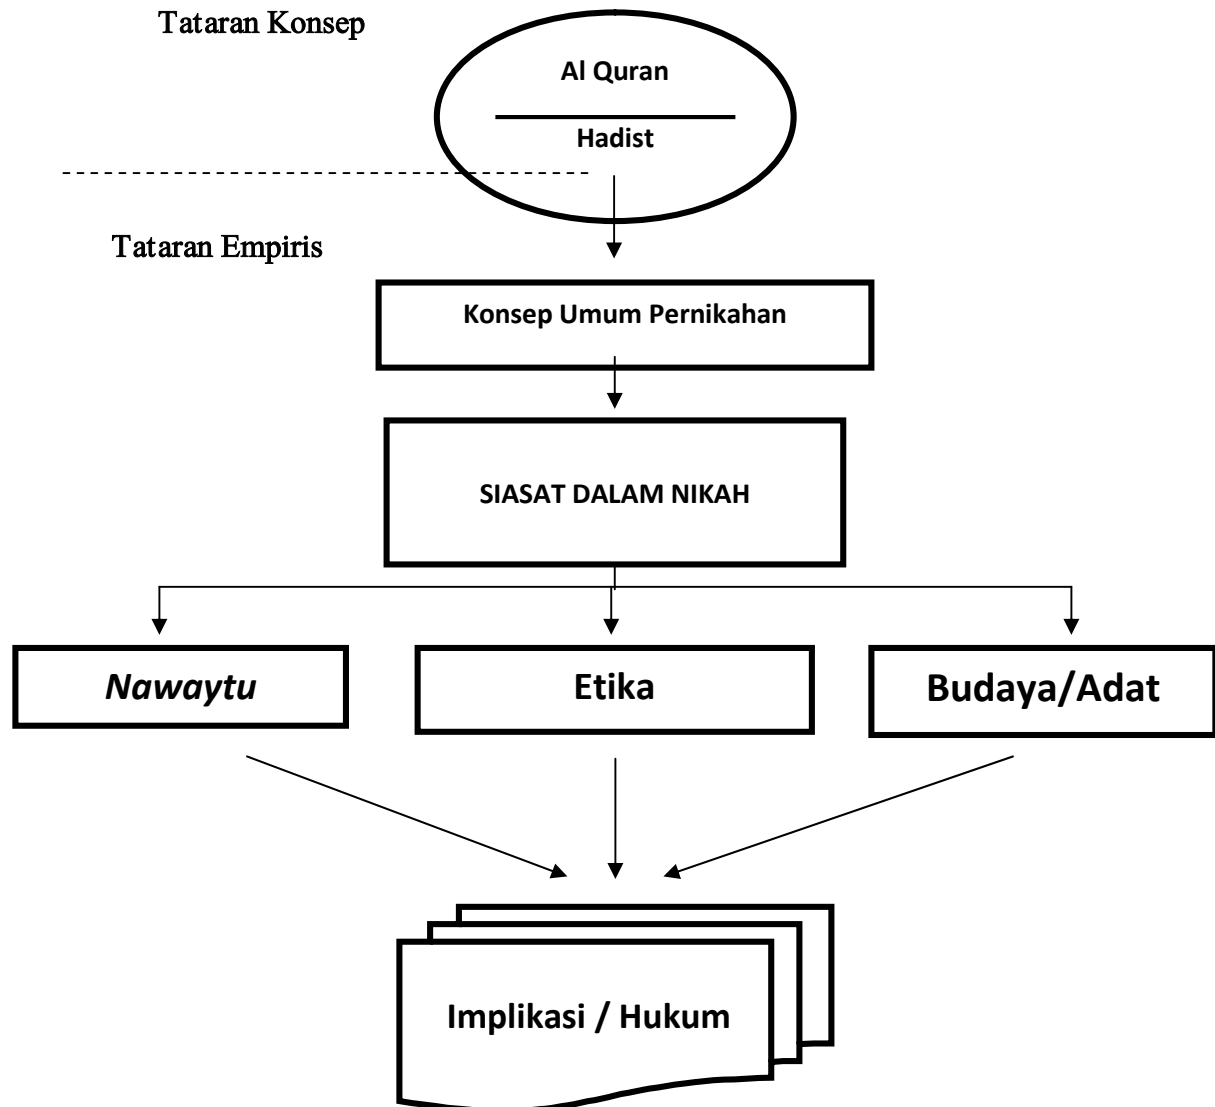 Tataran Konsep
Al Quran
Hadist
Tataran Empiris
Konsep Umum Pernikahan
SIASAT DALAM NIKAH
Nawaytu
Etika
Budaya/Adat
Implikasi / Hukum